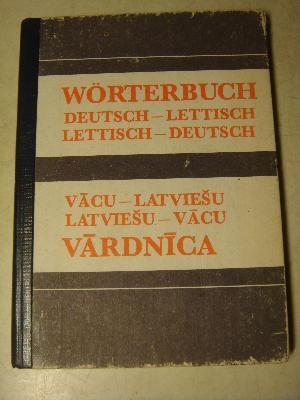 WÖRTERBUCH
DEUTSCH – LETTISCH
LETTISCH – DEUTSCH
VĀCU – LATVIEŠU
LATVIEŠU – VĀCU
VĀRDNĪCA